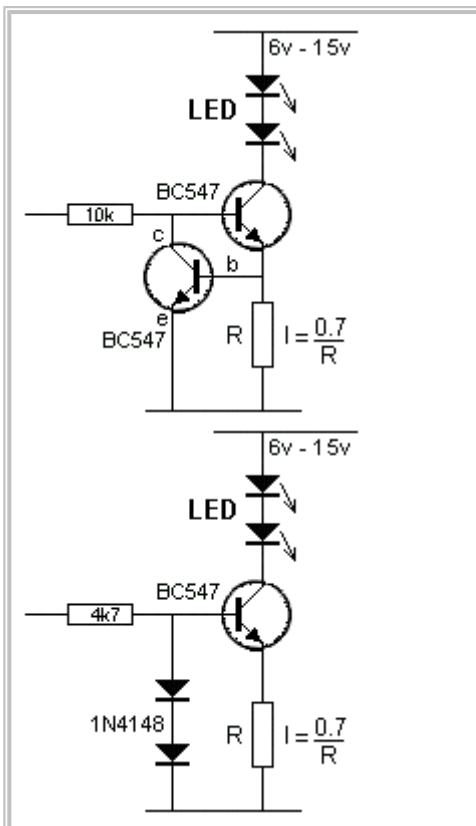 6v - 15v
LED
BC547
10k
c
b
e
BC547
R
I = 0.7
R
6v - 15v
LED
BC547
4k7
1N4148
R
I = 0.7
R